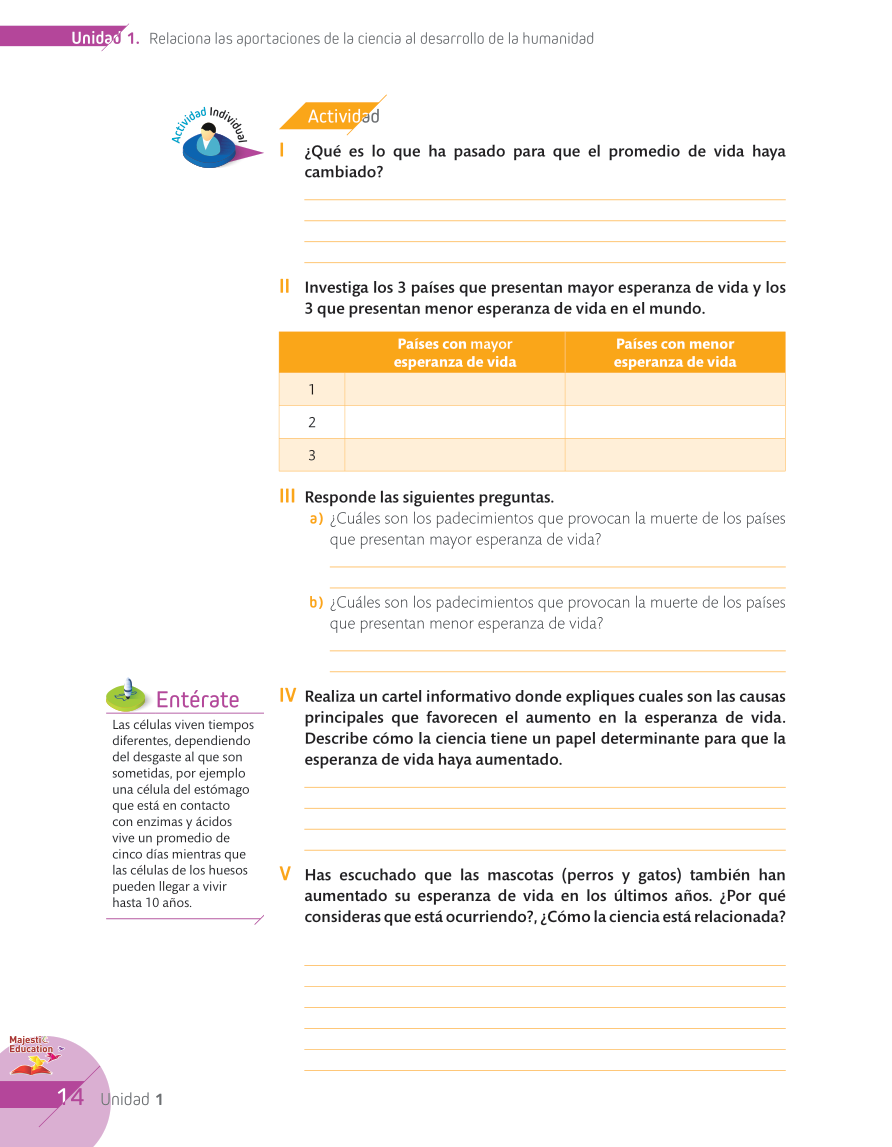 Unidad 1. Relaciona las aportaciones de la ciencia al desarrollo de la humanidad
Actividad Individual
Actividad
I ¿Qué es lo que ha pasado para que el promedio de vida haya
cambiado?
II Investiga los 3 países que presentan mayor esperanza de vida y los
3 que presentan menor esperanza de vida en el mundo.
Países con mayor
esperanza de vida
Países con menor
esperanza de vida
1
2
3
III Responde las siguientes preguntas.
a) ¿Cuáles son los padecimientos que provocan la muerte de los países
que presentan mayor esperanza de vida?
b) ¿Cuáles son los padecimientos que provocan la muerte de los países
que presentan menor esperanza de vida?
Entérate
Las células viven tiempos
diferentes, dependiendo
del desgaste al que son
sometidas, por ejemplo
una célula del estómago
que está en contacto
con enzimas y ácidos
vive un promedio de
cinco días mientras que
las células de los huesos
pueden llegar a vivir
hasta 10 años.
IV Realiza un cartel informativo donde expliques cuales son las causas
principales que favorecen el aumento en la esperanza de vida.
Describe cómo la ciencia tiene un papel determinante para que la
esperanza de vida haya aumentado.
V Has escuchado que las mascotas (perros y gatos) también han
aumentado su esperanza de vida en los últimos años. ¿Por qué
consideras que está ocurriendo?, ¿Cómo la ciencia está relacionada?
Majestic
Education
14 Unidad 1